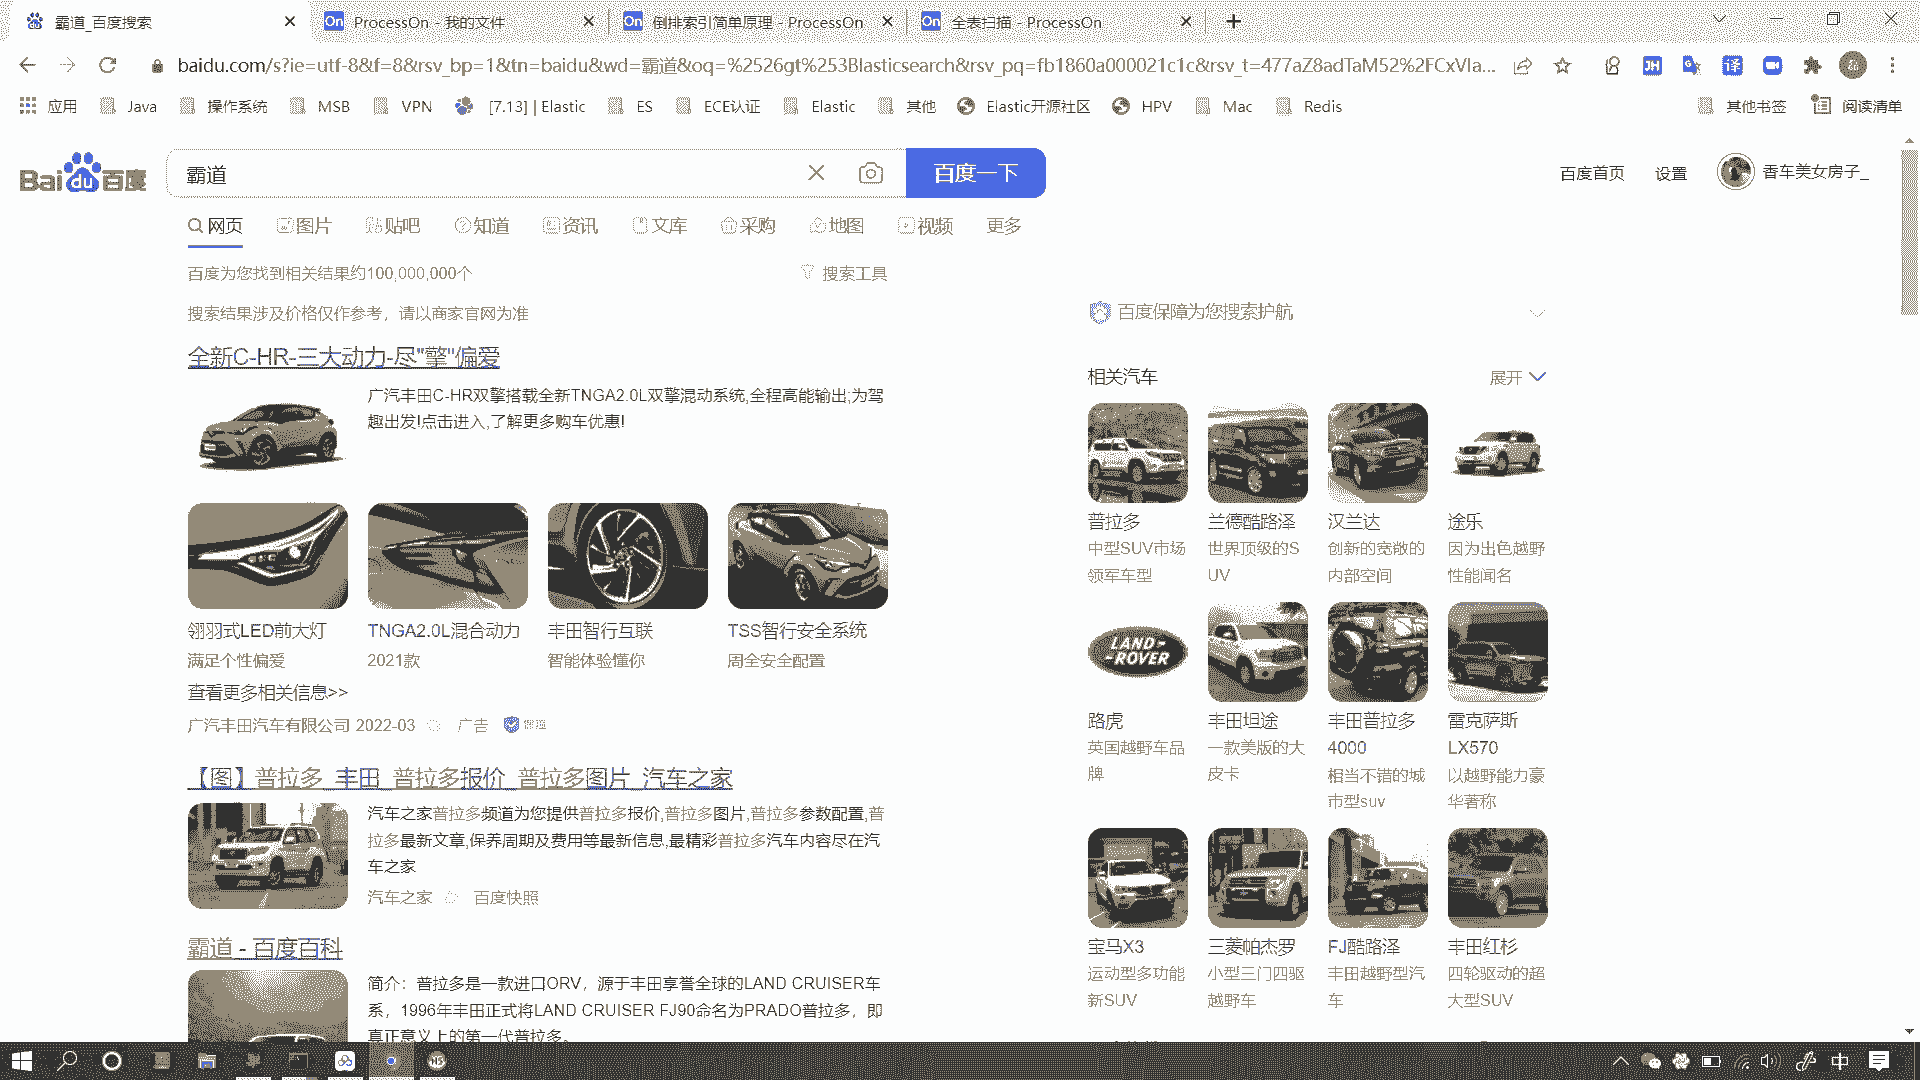 霸道_百度搜索
On ProcessOn - 我的文件
On 倒排索引简单原理 - ProcessOn
On 全表扫描 - ProcessOn
baidu.com/s?ie=utf-8&f=8&rsv_bp=1&tn=baidu&wd=霸道&oq=%2526gt%253Blasticsearch&rsv_pq=fb1860a000021c1c&rsv_t=477aZ8adTaM52%2FCxVla...
JH 译
应用 Java 操作系统 MSB VPN [7.13] | Elastic ES ECE认证 Elastic 其他 Elastic开源社区 HPV Mac Redis 其他书签 阅读清单
Bai du 百度 霸道 百度一下
百度首页 设置 香车美女房子_
网页 图片 贴吧 知道 资讯 文库 采购 地图 视频 更多
百度为您找到相关结果约100,000,000个 搜索工具
搜索结果涉及价格仅作参考，请以商家官网为准
全新C-HR-三大动力-尽"擎"偏爱
广汽丰田C-HR双擎搭载全新TNGA2.0L双擎混动系统,全程高能输出;为驾
趣出发!点击进入,了解更多购车优惠!
翎羽式LED前大灯 TNGA2.0L混合动力 丰田智行互联 TSS智行安全系统
满足个性偏爱 2021款 智能体验懂你 周全安全配置
查看更多相关信息>>
广汽丰田汽车有限公司 2022-03 广告 保障
【图】普拉多_丰田_普拉多报价_普拉多图片_汽车之家
汽车之家普拉多频道为您提供普拉多报价,普拉多图片,普拉多参数配置,普
拉多最新文章,保养周期及费用等最新信息,最精彩普拉多汽车内容尽在汽
车之家
汽车之家 百度快照
霸道 - 百度百科
简介：普拉多是一款进口ORV，源于丰田享誉全球的LAND CRUISER车
系，1996年丰田正式将LAND CRUISER FJ90命名为PRADO普拉多，即
真正意义上的第一代普拉多。
百度保障为您搜索护航
相关汽车 展开
普拉多 兰德酷路泽 汉兰达 途乐
中型SUV市场 世界顶级的S 创新的宽敞的 因为出色越野
领军车型 UV 内部空间 性能闻名
LAND-
-ROVER
路虎 丰田坦途 丰田普拉多 雷克萨斯
英国越野车品 一款美版的大 4000 LX570
牌 皮卡 相当不错的城 以越野能力豪
市型suv 华著称
宝马X3 三菱帕杰罗 FJ酷路泽 丰田红杉
运动型多功能 小型三门四驱 丰田越野型汽 四轮驱动的超
新SUV 越野车 车 大型SUV
中